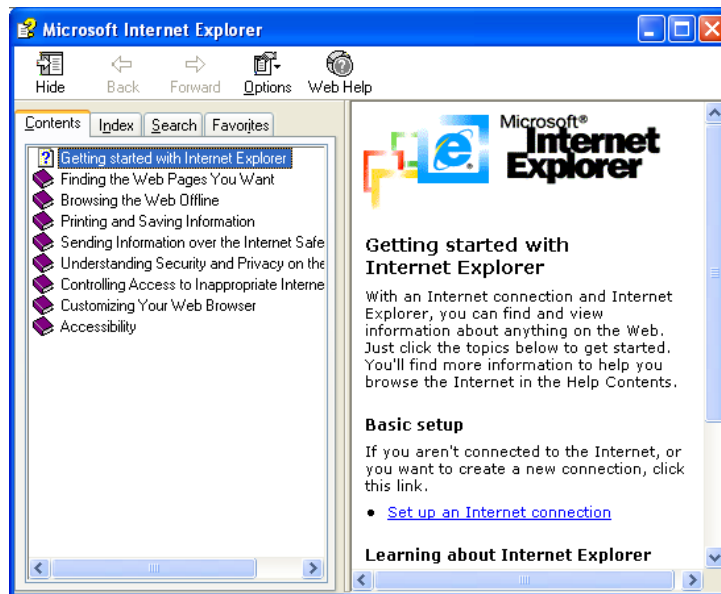 Microsoft Internet Explorer
Hide Back Forward Options Web Help
Contents Index Search Favorites
Getting started with Internet Explorer
Finding the Web Pages You Want
Browsing the Web Offline
Printing and Saving Information
Sending Information over the Internet Safe
Understanding Security and Privacy on the
Controlling Access to Inappropriate Interne
Customizing Your Web Browser
Accessibility
Microsoft®
Internet
Explorer
Getting started with
Internet Explorer
With an Internet connection and Internet
Explorer, you can find and view
information about anything on the Web.
Just click the topics below to get started.
You'll find more information to help you
browse the Internet in the Help Contents.
Basic setup
If you aren't connected to the Internet, or
you want to create a new connection, click
this link.
• Set up an Internet connection
Learning about Internet Explorer